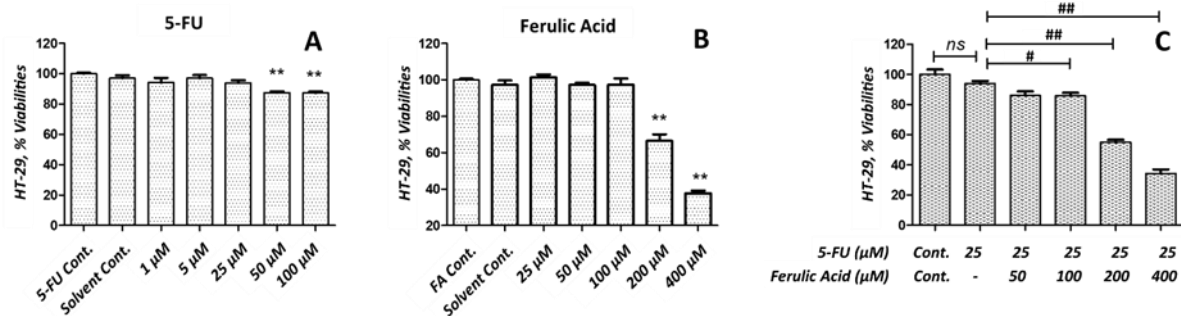 5-FU
A
HT-29, % Viabilities
120
100
80
60
40
20
0
** **
5-FU Cont.
Solvent Cont.
1 µM
5 µM
25 µM
50 µM
100 µM
Ferulic Acid
B
HT-29, % Viabilities
120
100
80
60
40
20
**
**
FA Cont.
Solvent Cont.
25 µM
50 µM
100 µM
200 µM
400 µM
C
HT-29, % Viabilities
120
100
80
60
40
20
0
##
##
ns
#
5-FU (µM) Cont. 25 25 25 25 25
Ferulic Acid (µM) Cont. - 50 100 200 400